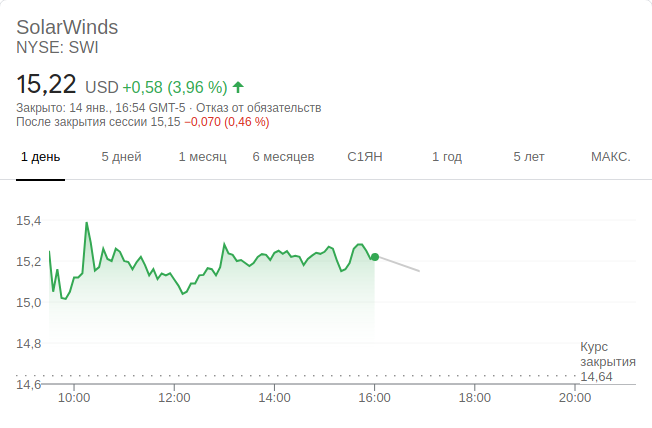 SolarWinds
NYSE: SWI
15,22 USD +0,58 (3,96 %)
Закрыто: 14 янв., 16:54 GMT-5 · Отказ от обязательств
После закрытия сессии 15,15 −0,070 (0,46 %)
1 день 5 дней 1 месяц 6 месяцев С1ЯН 1 год 5 лет МАКС.
15,4
15,2
15,0
14,8
Курс
закрытия
14,64
14,6
10:00 12:00 14:00 16:00 18:00 20:00